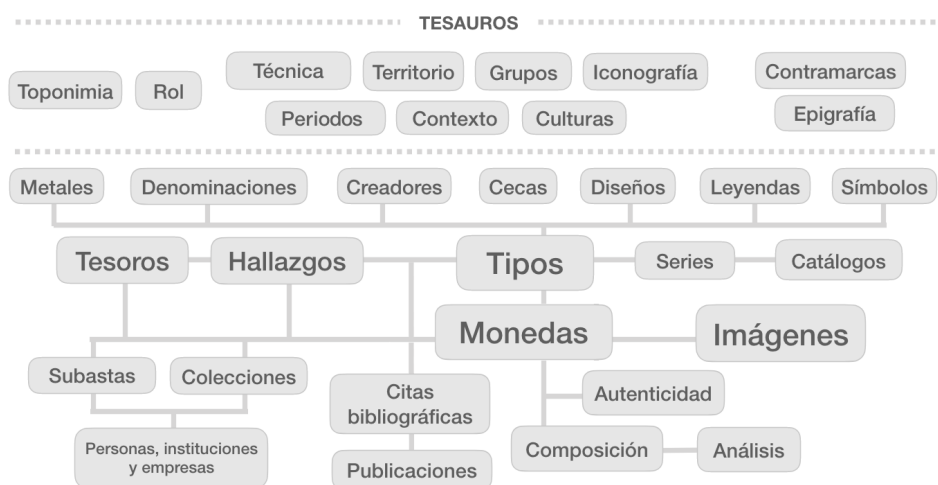 TESAUROS
Toponimia
Rol
Técnica
Territorio
Grupos
Iconografía
Contramarcas
Periodos
Contexto
Culturas
Epigrafía
Metales
Denominaciones
Creadores
Cecas
Diseños
Leyendas
Símbolos
Tesoros
Hallazgos
Tipos
Series
Catálogos
Monedas
Imágenes
Subastas
Colecciones
Citas
bibliográficas
Autenticidad
Personas, instituciones
y empresas
Publicaciones
Composición
Análisis